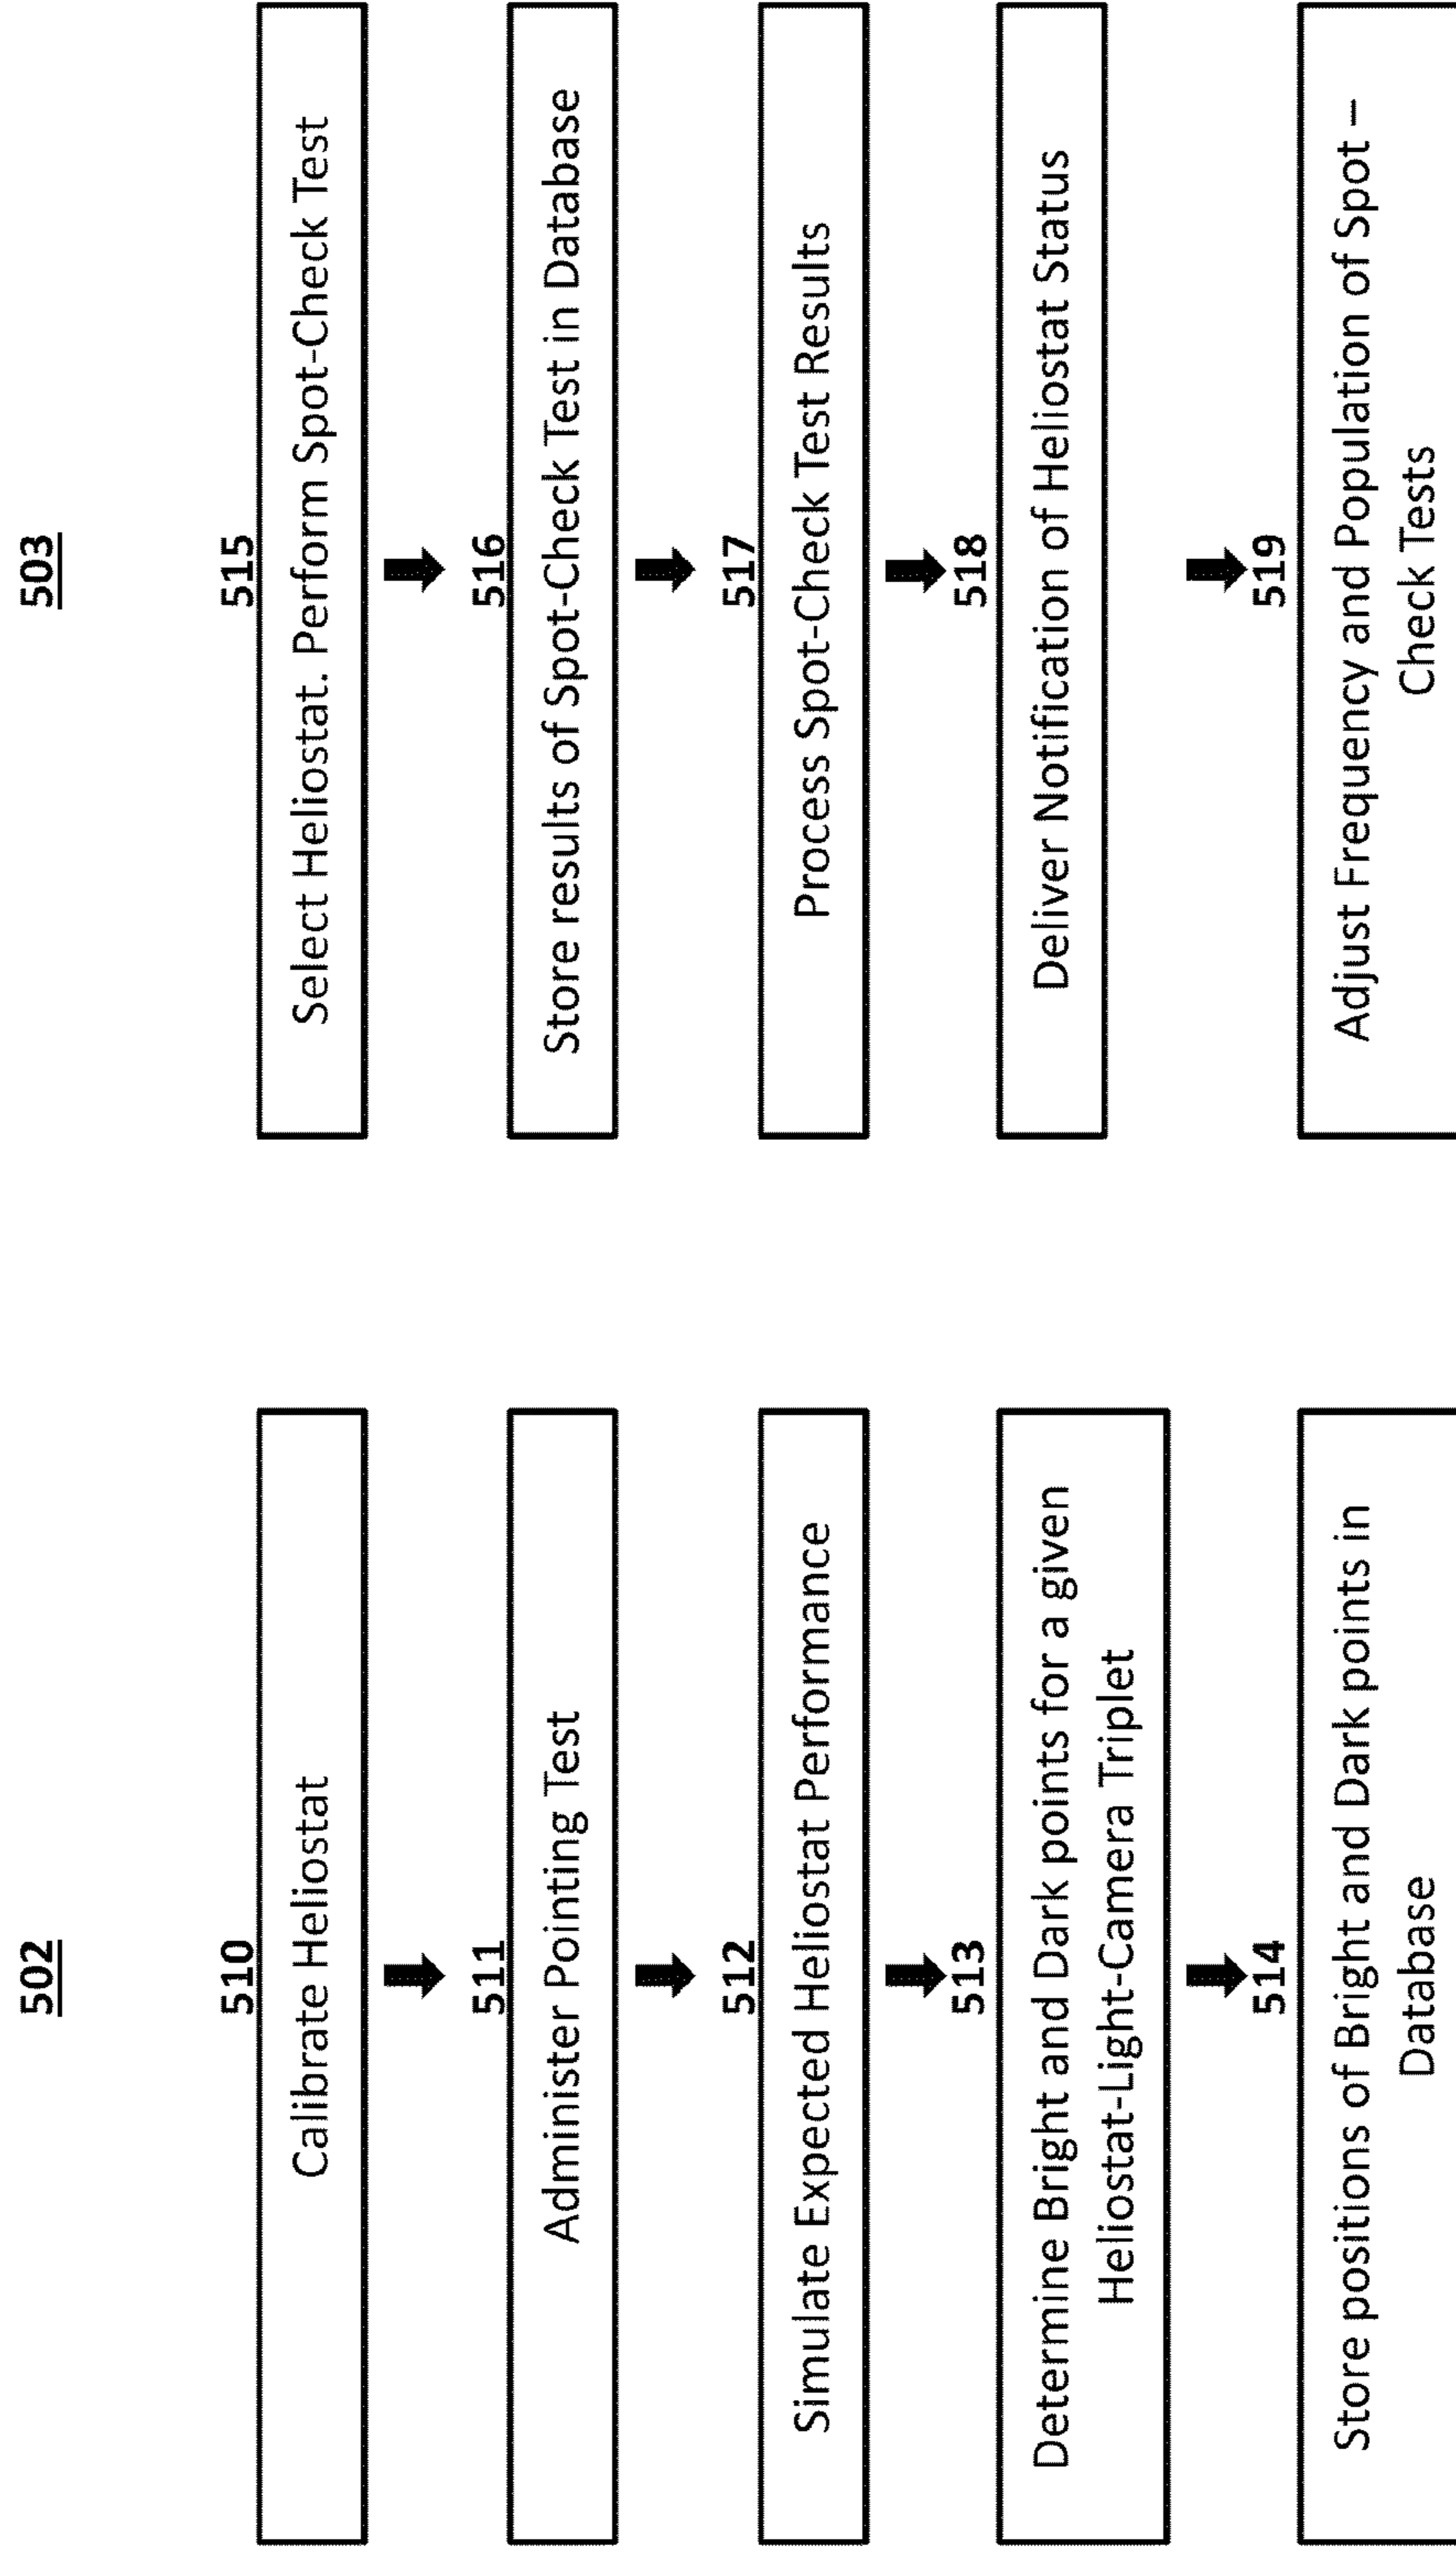 502
510
Calibrate Heliostat
511
Administer Pointing Test
512
Simulate Expected Heliostat Performance
513
Determine Bright and Dark points for a given
Heliostat-Light-Camera Triplet
514
Store positions of Bright and Dark points in
Database
503
515
Select Heliostat. Perform Spot-Check Test
516
Store results of Spot-Check Test in Database
517
Process Spot-Check Test Results
518
Deliver Notification of Heliostat Status
519
Adjust Frequency and Population of Spot –
Check Tests